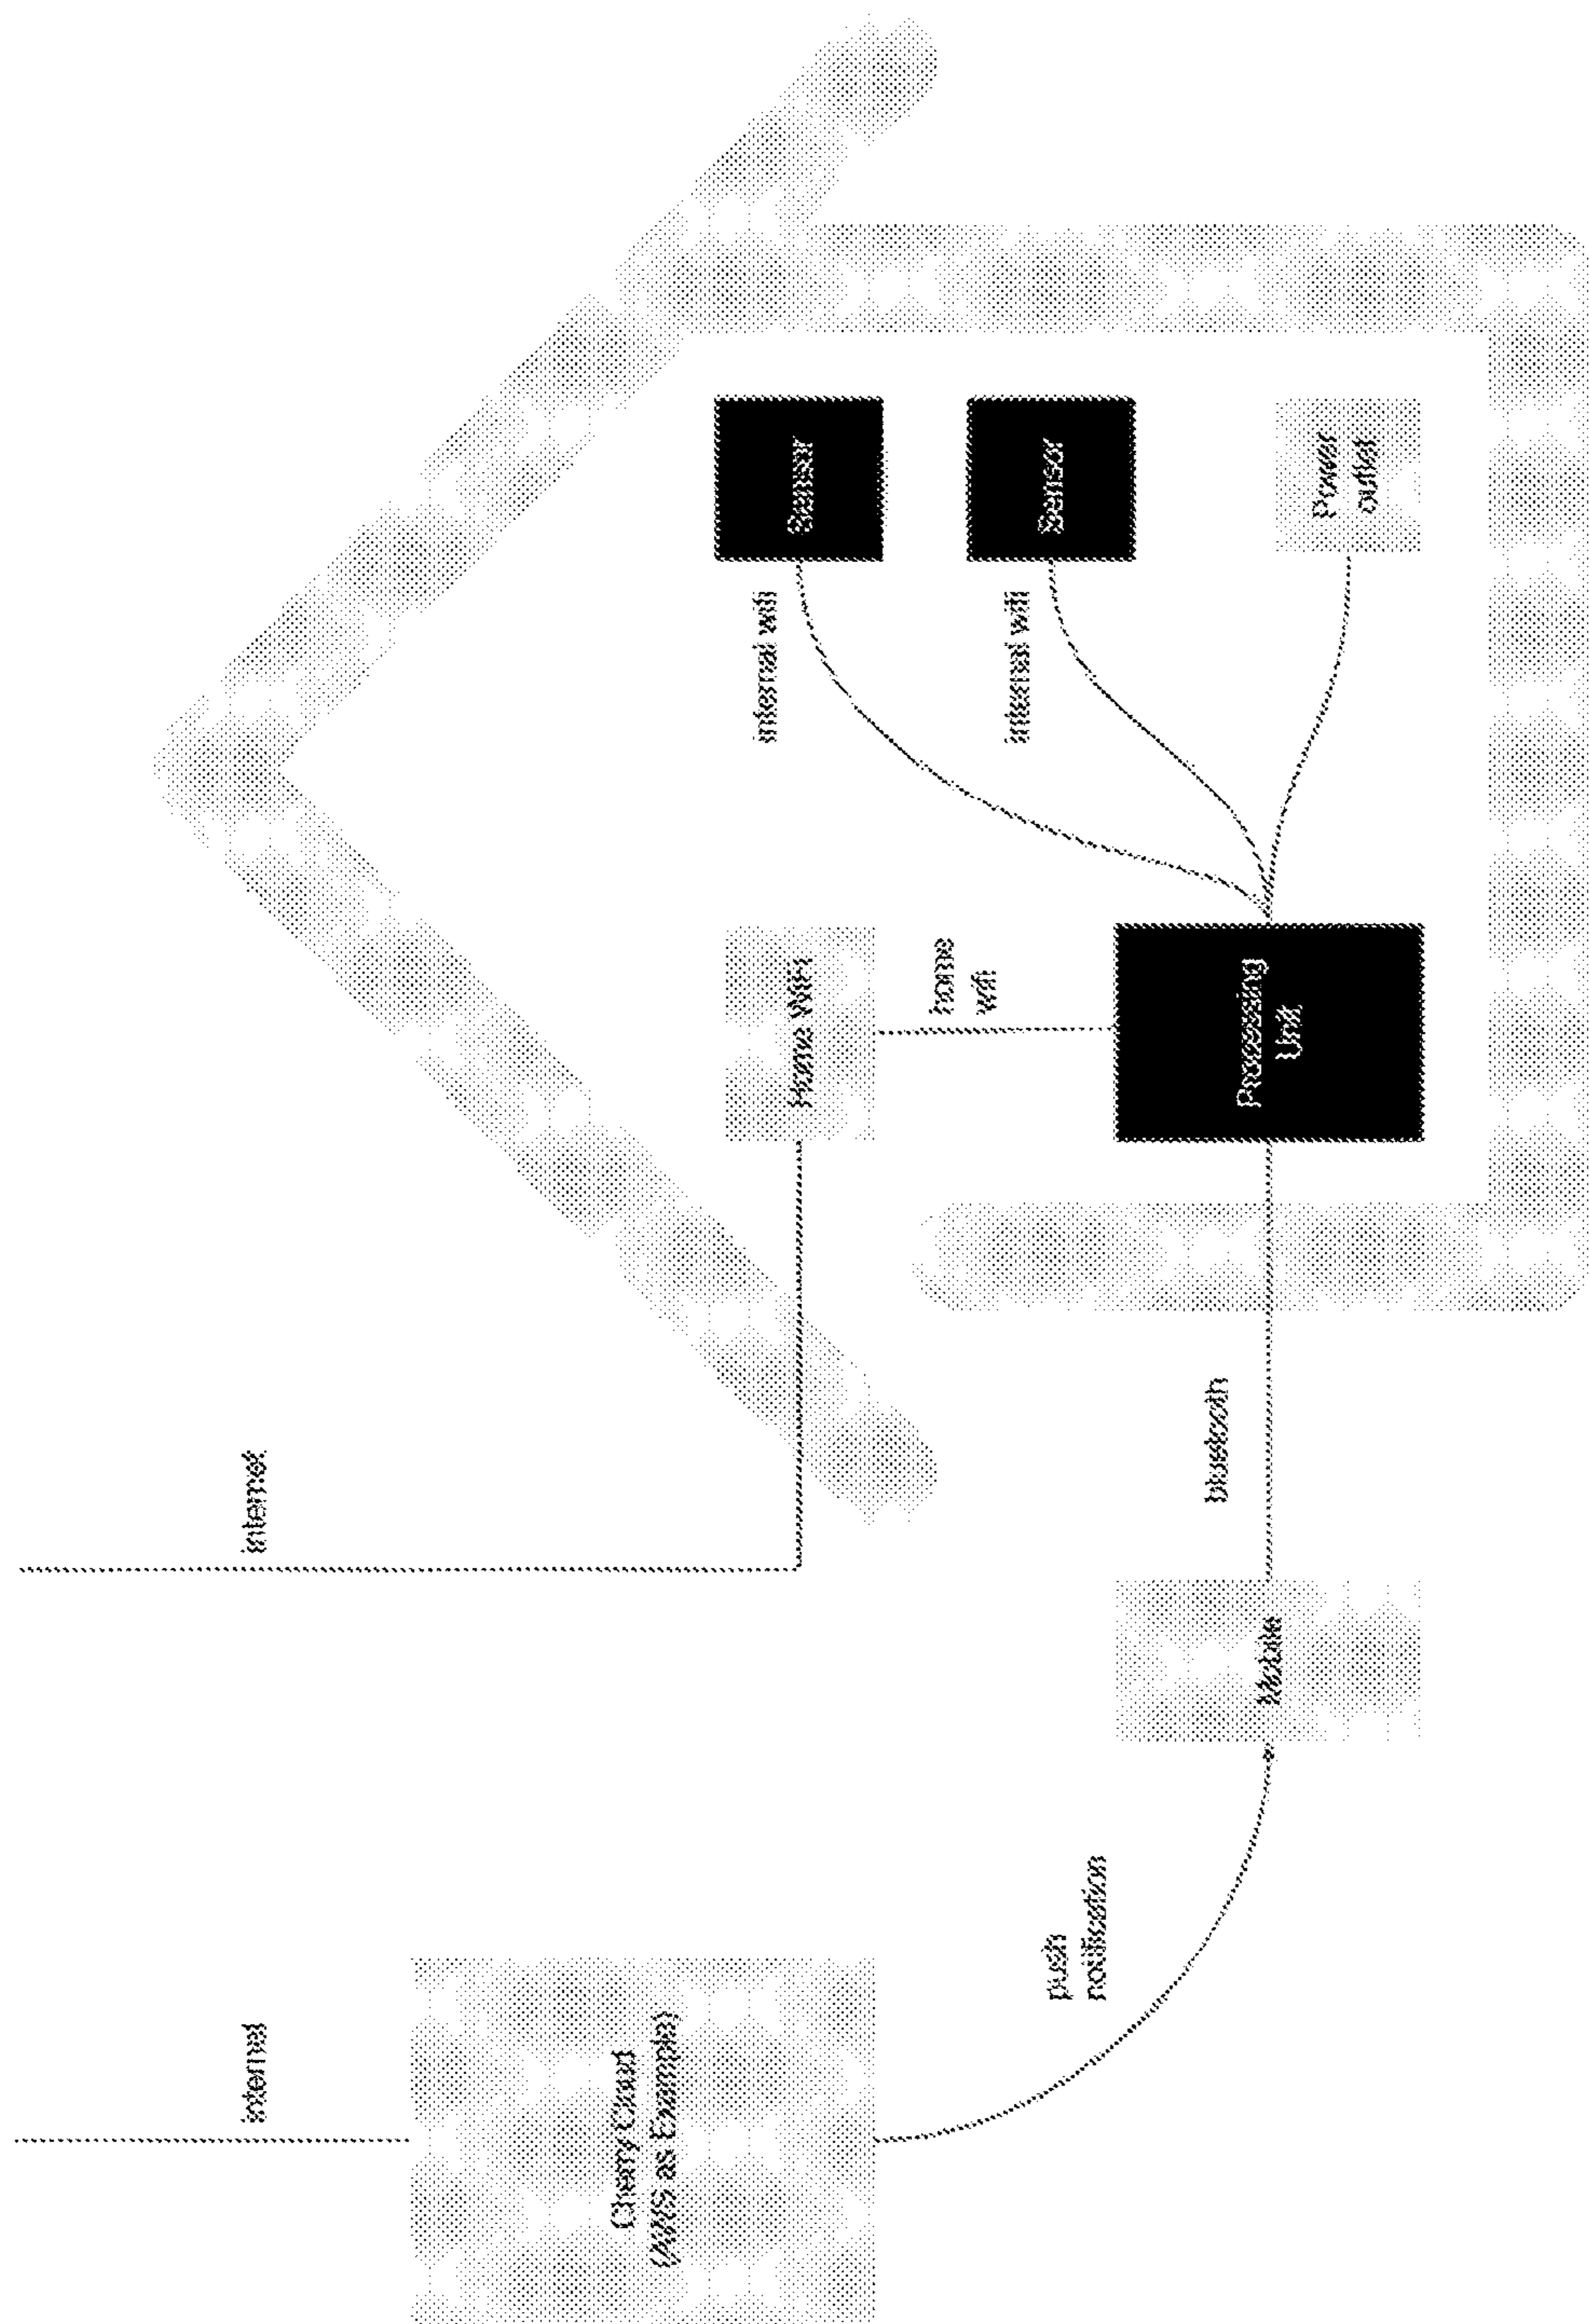 internet
internet
Cherry Cloud
(AWS as Example)
internal wifi
Home WiFi
Sensor
home
wifi
internal wifi
push
notification
Sensor
bluetooth
Mobile
Processing
Unit
Power
outlet